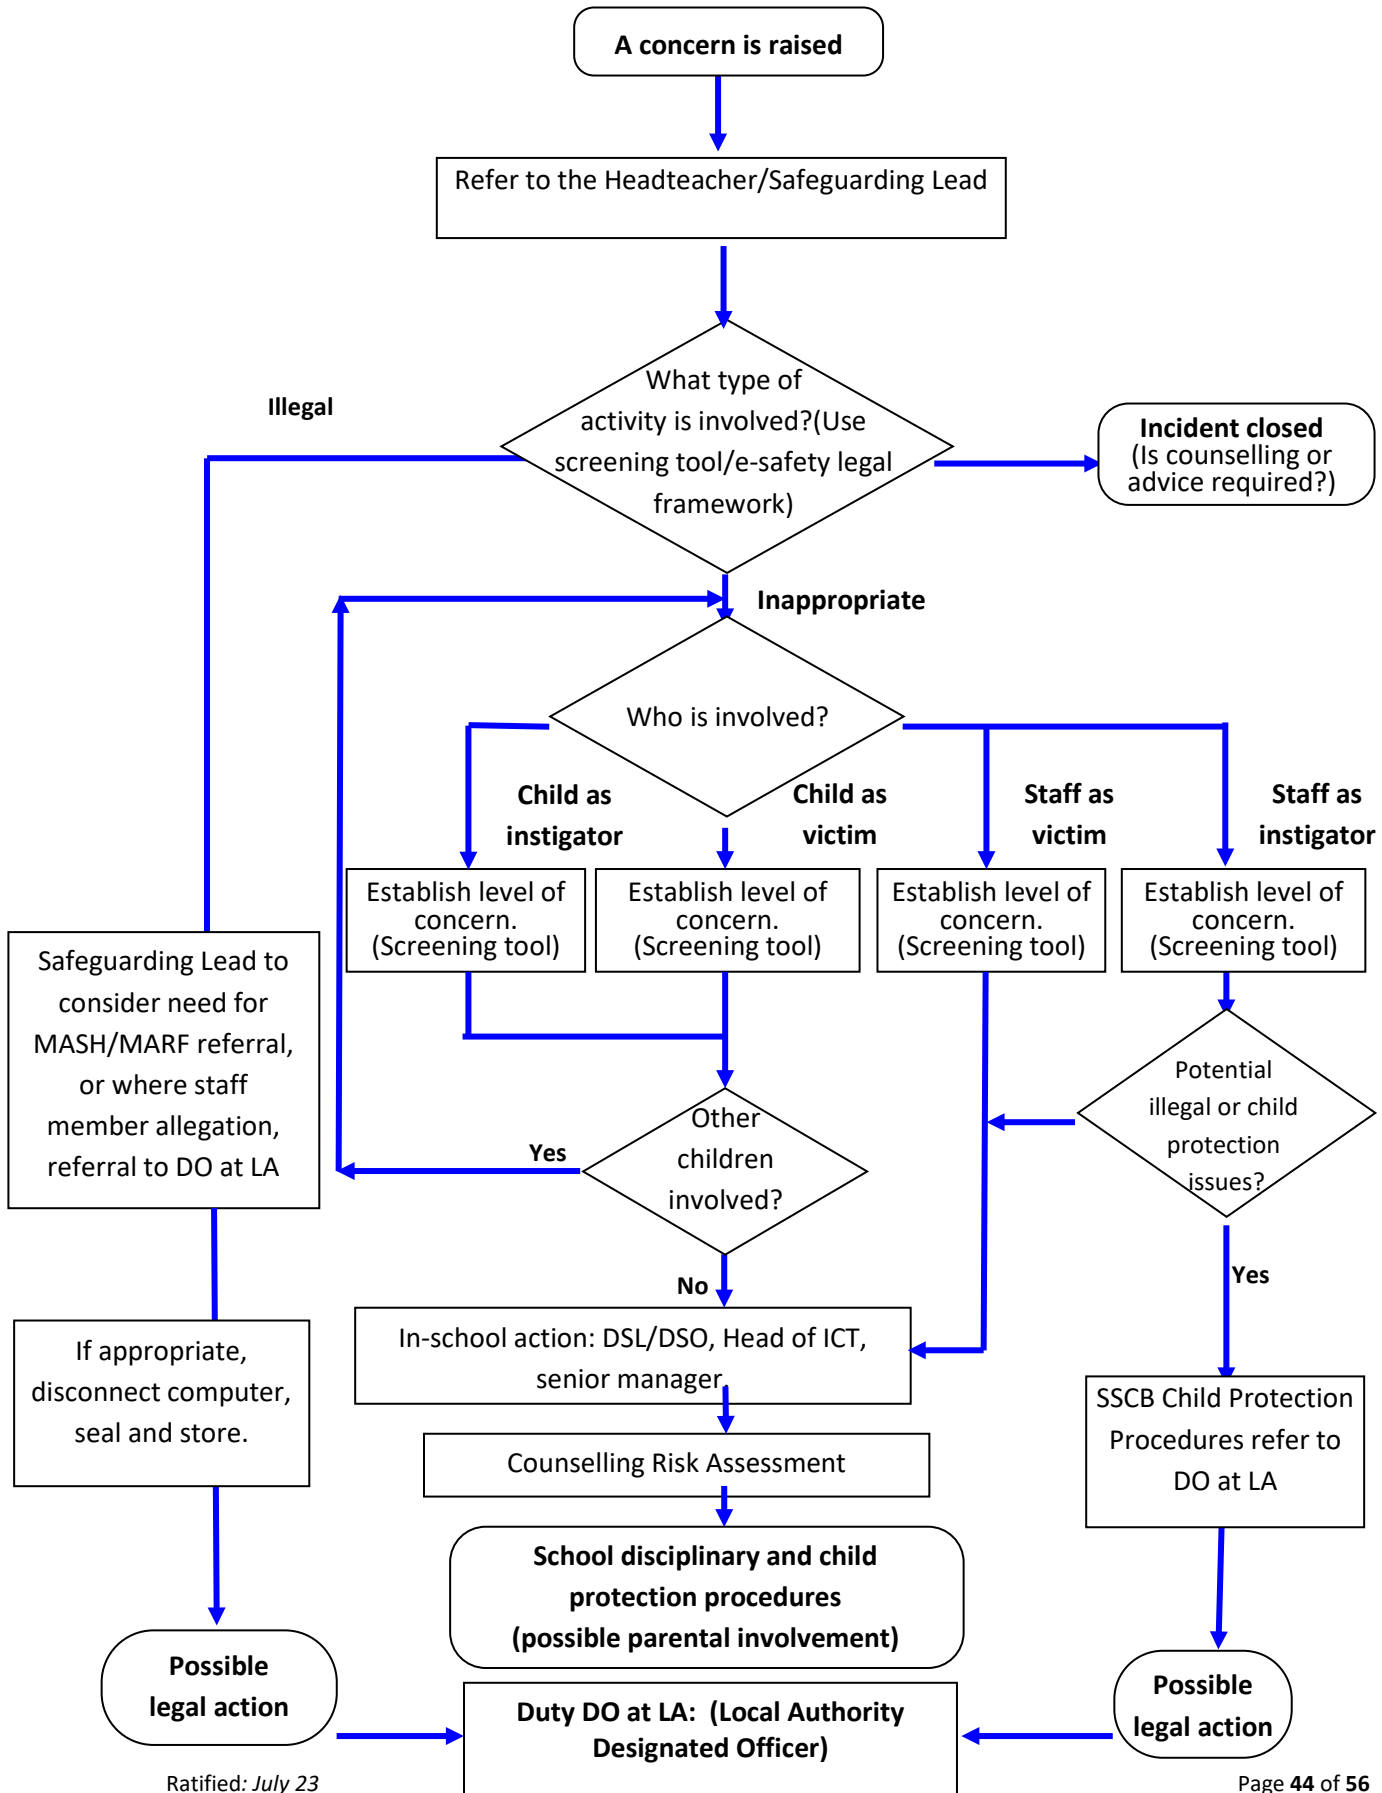 A concern is raised
Refer to the Headteacher/Safeguarding Lead
What type of
activity is involved?(Use
screening tool/e-safety legal
framework)
Illegal
Incident closed
(Is counselling or
advice required?)
Inappropriate
Who is involved?
Child as
instigator
Child as
victim
Staff as
victim
Staff as
instigator
Establish level of
concern.
(Screening tool)
Establish level of
concern.
(Screening tool)
Establish level of
concern.
(Screening tool)
Establish level of
concern.
(Screening tool)
Safeguarding Lead to
consider need for
MASH/MARF referral,
or where staff
member allegation,
referral to DO at LA
Potential
illegal or child
protection
issues?
Other
children
involved?
Yes
No
Yes
In-school action: DSL/DSO, Head of ICT,
senior manager.
If appropriate,
disconnect computer,
seal and store.
SSCB Child Protection
Procedures refer to
DO at LA
Counselling Risk Assessment
School disciplinary and child
protection procedures
(possible parental involvement)
Possible
legal action
Possible
legal action
Duty DO at LA: (Local Authority
Designated Officer)
Ratified: July 23
Page 44 of 56